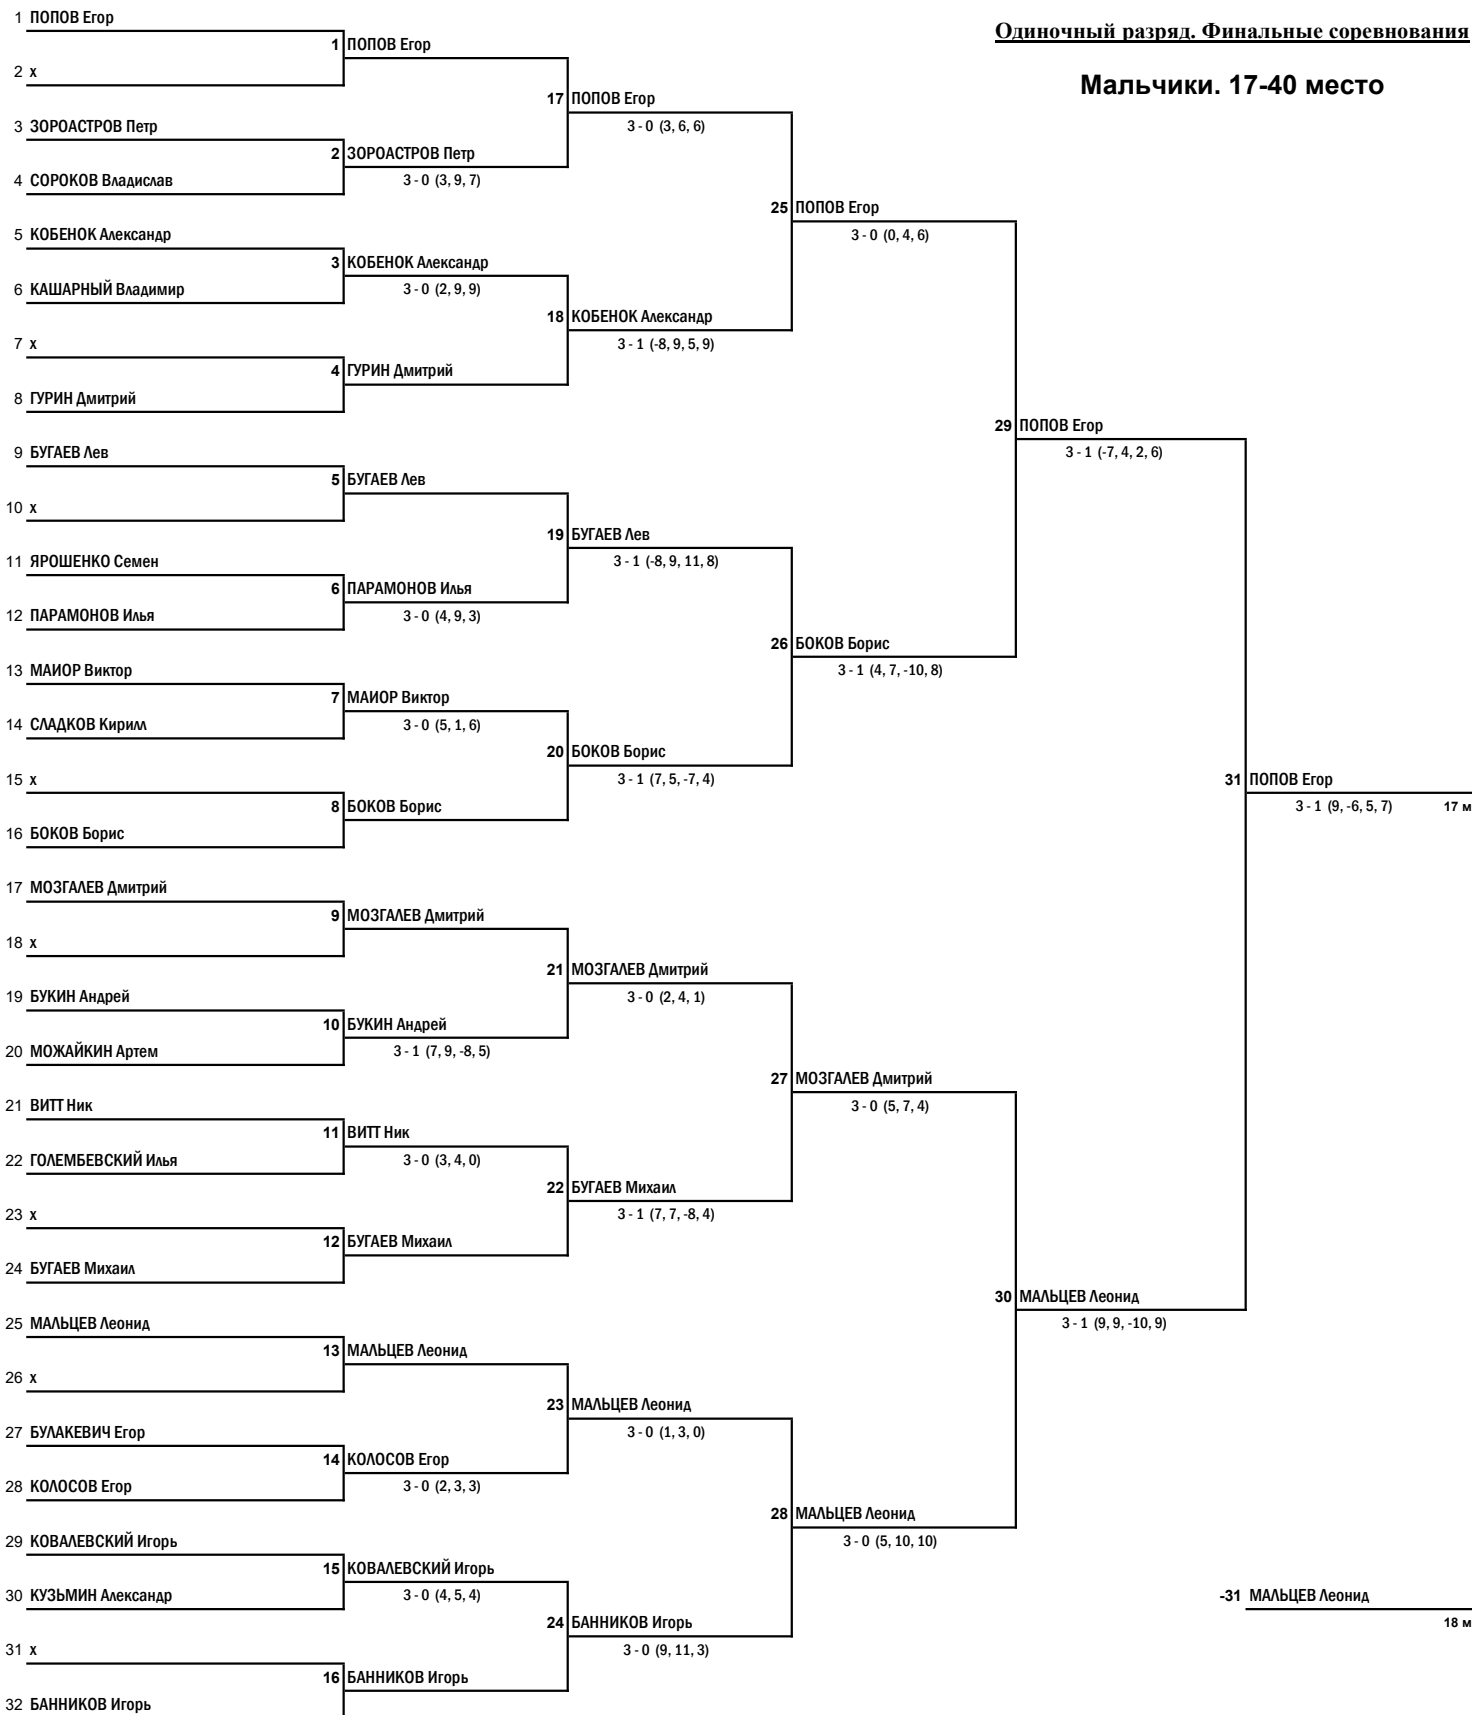 Одиночный разряд. Финальные соревнования
Мальчики. 17-40 место
1 ПОПОВ Егор
1 ПОПОВ Егор
2 х
17 ПОПОВ Егор
3 - 0 (3, 6, 6)
3 ЗОРОАСТРОВ Петр
2 ЗОРОАСТРОВ Петр
3 - 0 (3, 9, 7)
4 СОРОКОВ Владислав
25 ПОПОВ Егор
3 - 0 (0, 4, 6)
5 КОБЕНОК Александр
3 КОБЕНОК Александр
3 - 0 (2, 9, 9)
6 КАШАРНЫЙ Владимир
18 КОБЕНОК Александр
3 - 1 (-8, 9, 5, 9)
7 х
4 ГУРИН Дмитрий
8 ГУРИН Дмитрий
29 ПОПОВ Егор
3 - 1 (-7, 4, 2, 6)
9 БУГАЕВ Лев
5 БУГАЕВ Лев
10 х
19 БУГАЕВ Лев
3 - 1 (-8, 9, 11, 8)
11 ЯРОШЕНКО Семен
6 ПАРАМОНОВ Илья
3 - 0 (4, 9, 3)
12 ПАРАМОНОВ Илья
26 БОКОВ Борис
3 - 1 (4, 7, -10, 8)
13 МАИОР Виктор
7 МАИОР Виктор
3 - 0 (5, 1, 6)
14 СЛАДКОВ Кирилл
20 БОКОВ Борис
3 - 1 (7, 5, -7, 4)
15 х
8 БОКОВ Борис
16 БОКОВ Борис
31 ПОПОВ Егор
3 - 1 (9, -6, 5, 7) 17 м
17 МОЗГАЛЕВ Дмитрий
9 МОЗГАЛЕВ Дмитрий
18 х
21 МОЗГАЛЕВ Дмитрий
3 - 0 (2, 4, 1)
19 БУКИН Андрей
10 БУКИН Андрей
3 - 1 (7, 9, -8, 5)
20 МОЖАЙКИН Артем
27 МОЗГАЛЕВ Дмитрий
3 - 0 (5, 7, 4)
21 ВИТТ Ник
11 ВИТТ Ник
3 - 0 (3, 4, 0)
22 ГОЛЕМБЕВСКИЙ Илья
22 БУГАЕВ Михаил
3 - 1 (7, 7, -8, 4)
23 х
12 БУГАЕВ Михаил
24 БУГАЕВ Михаил
30 МАЛЬЦЕВ Леонид
3 - 1 (9, 9, -10, 9)
25 МАЛЬЦЕВ Леонид
13 МАЛЬЦЕВ Леонид
26 х
23 МАЛЬЦЕВ Леонид
3 - 0 (1, 3, 0)
27 БУЛАКЕВИЧ Егор
14 КОЛОСОВ Егор
3 - 0 (2, 3, 3)
28 КОЛОСОВ Егор
28 МАЛЬЦЕВ Леонид
3 - 0 (5, 10, 10)
29 КОВАЛЕВСКИЙ Игорь
15 КОВАЛЕВСКИЙ Игорь
3 - 0 (4, 5, 4)
30 КУЗЬМИН Александр
-31 МАЛЬЦЕВ Леонид
18 м
24 БАННИКОВ Игорь
3 - 0 (9, 11, 3)
31 х
16 БАННИКОВ Игорь
32 БАННИКОВ Игорь